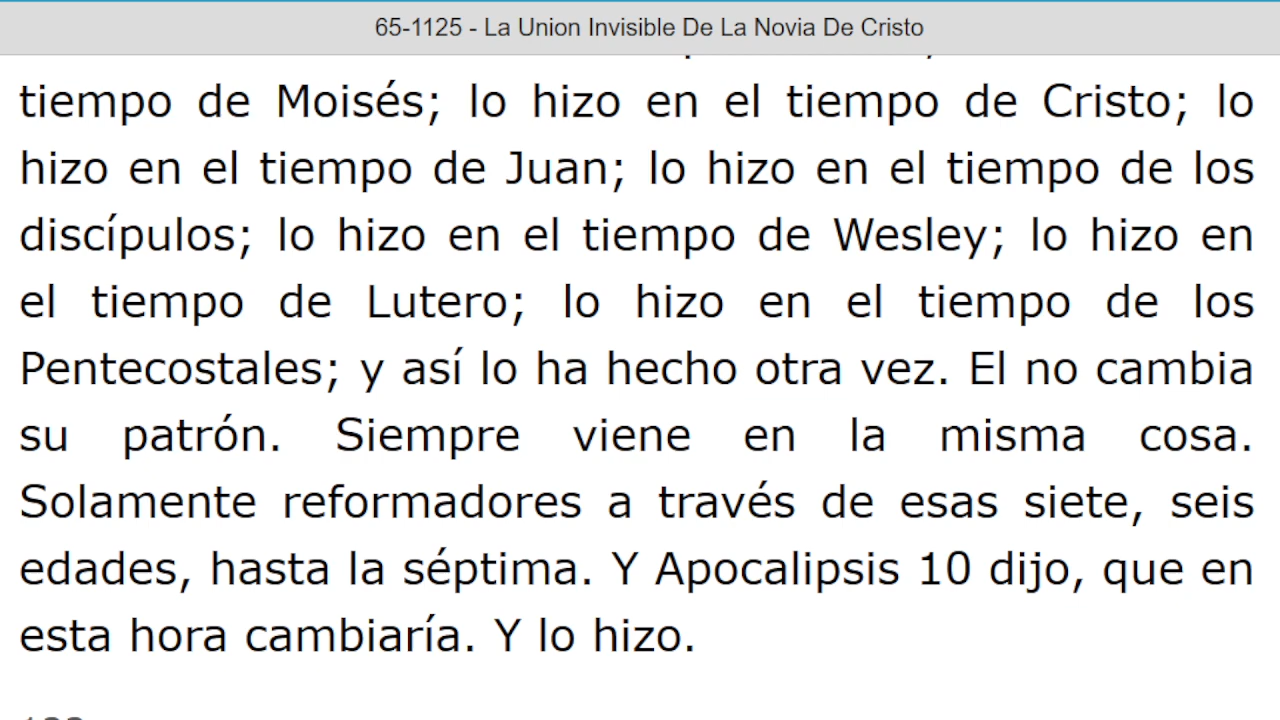 65-1125 - La Union Invisible De La Novia De Cristo
tiempo de Moisés; lo hizo en el tiempo de Cristo; lo
hizo en el tiempo de Juan; lo hizo en el tiempo de los
discípulos; lo hizo en el tiempo de Wesley; lo hizo en
el tiempo de Lutero; lo hizo en el tiempo de los
Pentecostales; y así lo ha hecho otra vez. El no cambia
su patrón. Siempre viene en la misma cosa.
Solamente reformadores a través de esas siete, seis
edades, hasta la séptima. Y Apocalipsis 10 dijo, que en
esta hora cambiaría. Y lo hizo.